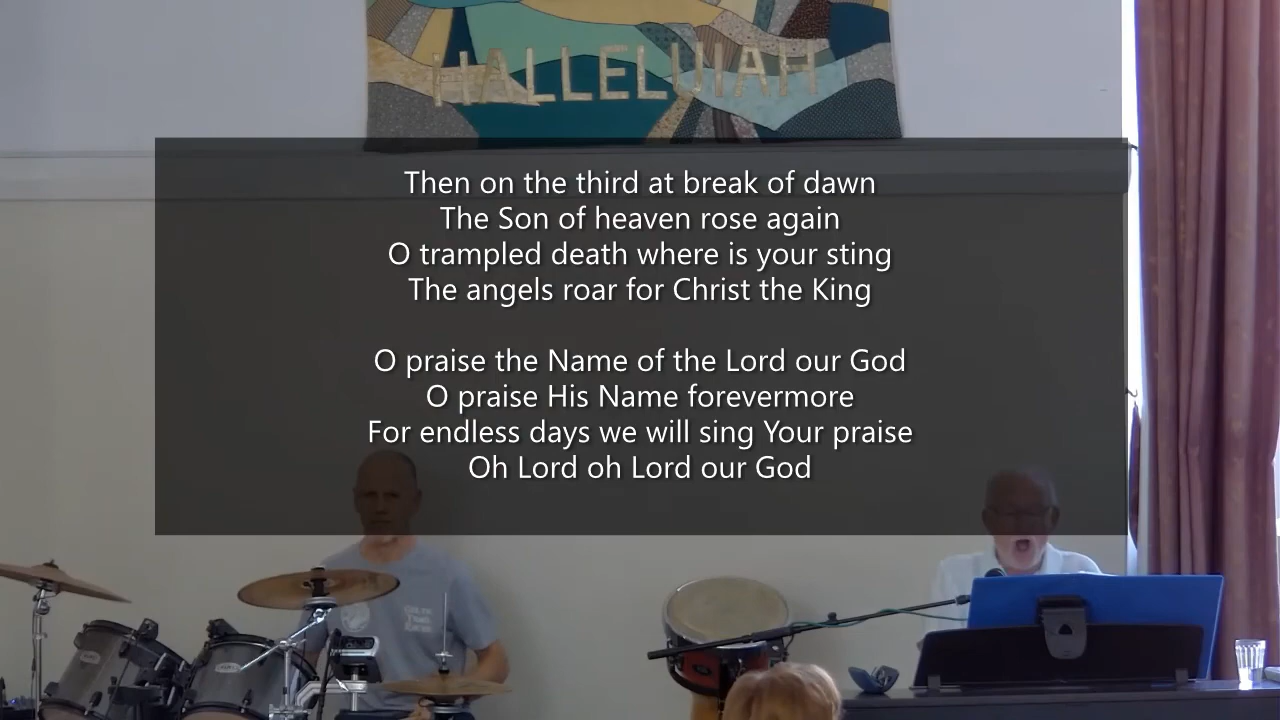 HALLELUJAH
Then on the third at break of dawn
The Son of heaven rose again
O trampled death where is your sting
The angels roar for Christ the King
O praise the Name of the Lord our God
O praise His Name forevermore
For endless days we will sing Your praise
Oh Lord oh Lord our God